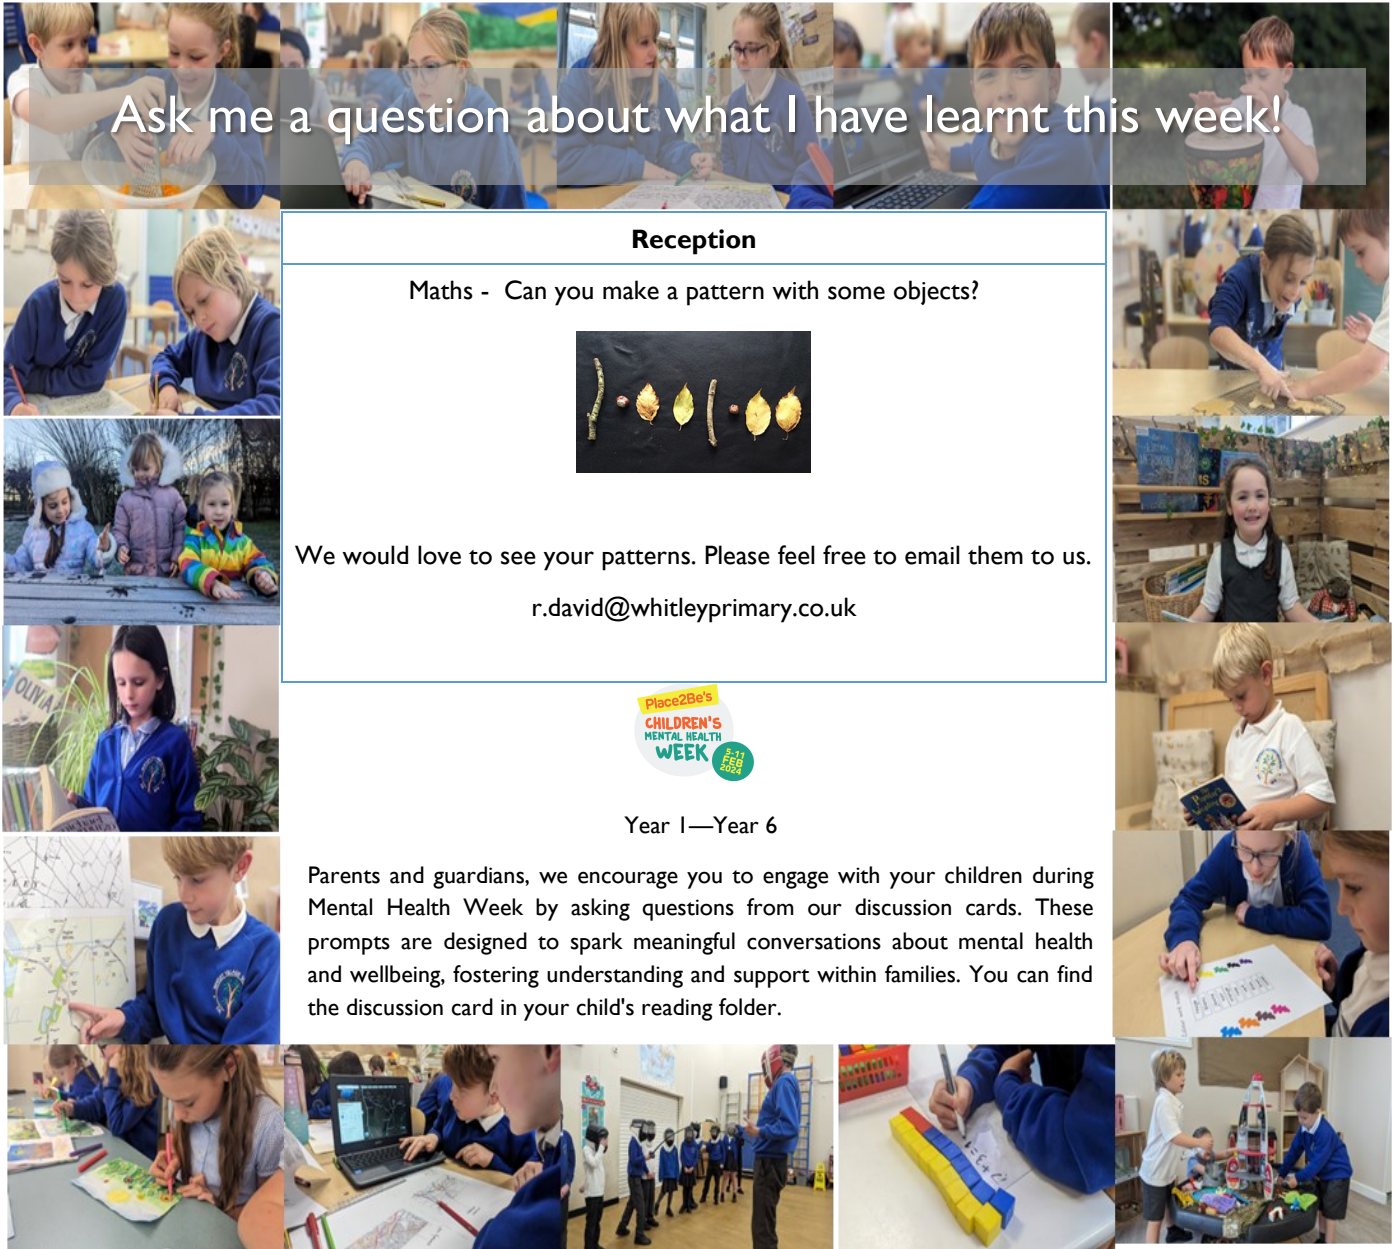 Ask me a question about what I have learnt this week!
Reception
Maths -  Can you make a pattern with some objects?
We would love to see your patterns. Please feel free to email them to us.
r.david@whitleyprimary.co.uk
OLIVIA
Place2Be's
CHILDREN'S
MENTAL HEALTH
WEEK
5-11
FEB
2024
Year 1—Year 6
Parents and guardians, we encourage you to engage with your children during
Mental Health Week by asking questions from our discussion cards. These
prompts are designed to spark meaningful conversations about mental health
and wellbeing, fostering understanding and support within families. You can find
the discussion card in your child's reading folder.